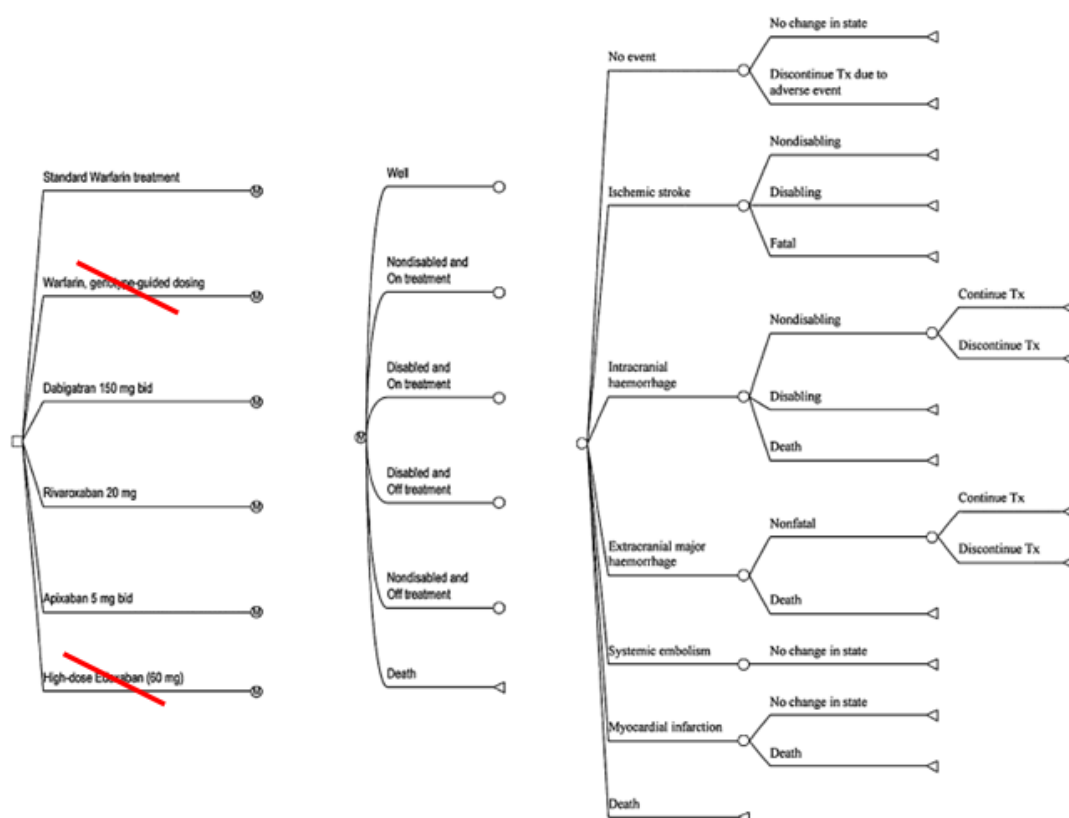 Standard Warfarin treatment
Warfarin, genotype-guided dosing
Dabigatran 150 mg bid
Rivaroxaban 20 mg
Apixaban 5 mg bid
High-dose Edoxaban (60 mg)
M
M
M
M
M
M
M
Well
Nondisabled and
On treatment
Disabled and
On treatment
Disabled and
Off treatment
Nondisabled and
Off treatment
Death
No event
No change in state
Discontinue Tx due to
adverse event
Ischemic stroke
Nondisabling
Disabling
Fatal
Intracranial
haemorrhage
Nondisabling
Continue Tx
Discontinue Tx
Disabling
Death
Extracranial major
haemorrhage
Nonfatal
Continue Tx
Discontinue Tx
Death
Systemic embolism
No change in state
Myocardial infarction
No change in state
Death
Death